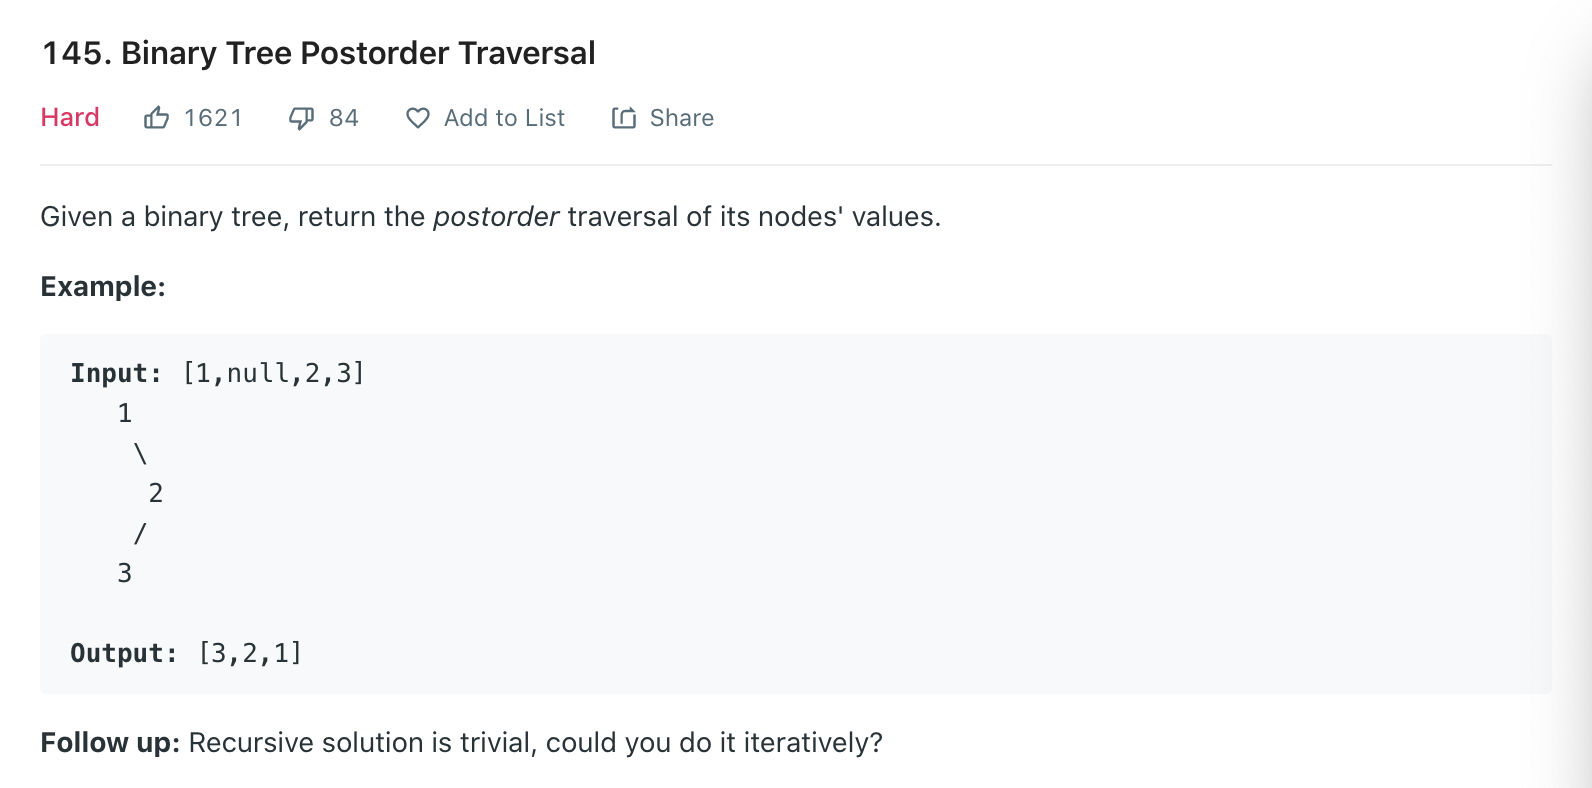 145. Binary Tree Postorder Traversal
Hard 1621 84 Add to List Share
Given a binary tree, return the postorder traversal of its nodes' values.
Example:
Input: [1,null,2,3]
   1
    \
     2
    /
   3
Output: [3,2,1]
Follow up: Recursive solution is trivial, could you do it iteratively?